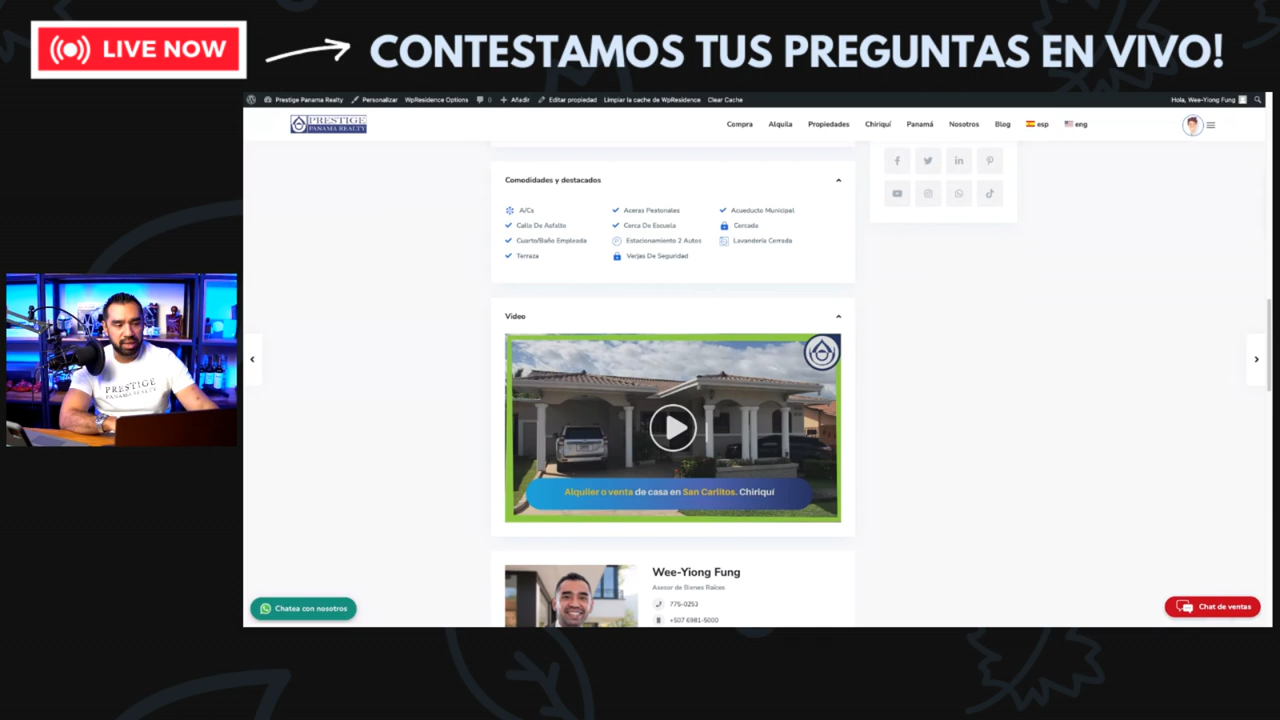 LIVE NOW
CONTESTAMOS TUS PREGUNTAS EN VIVO!
Prestige Panama Realty Personalizar WpResidence Options 0 Añadir Editar propiedad Limpiar la cache de WpResidence Clear Cache
Hola, Wee-Yiong Fung
PRESTIGE
PANAMA REALTY
Compra Alquila Propiedades Chiriquí Panamá Nosotros Blog esp eng
Comodidades y destacados
A/Cs Aceras Peatonales Acueducto Municipal
Calle De Asfalto Cerca De Escuela Cercada
Cuarto/Baño Empleada Estacionamiento 2 Autos Lavandería Cerrada
Terraza Verjas De Seguridad
Video
Alqulier o venta de casa en San Carlitos. Chiriquí
PRESTIGE
PANAMA REALTY
Wee-Yiong Fung
Asesor de Bienes Raíces
775-0253
+507 6981-5000
Chatea con nosotros
Chat de ventas